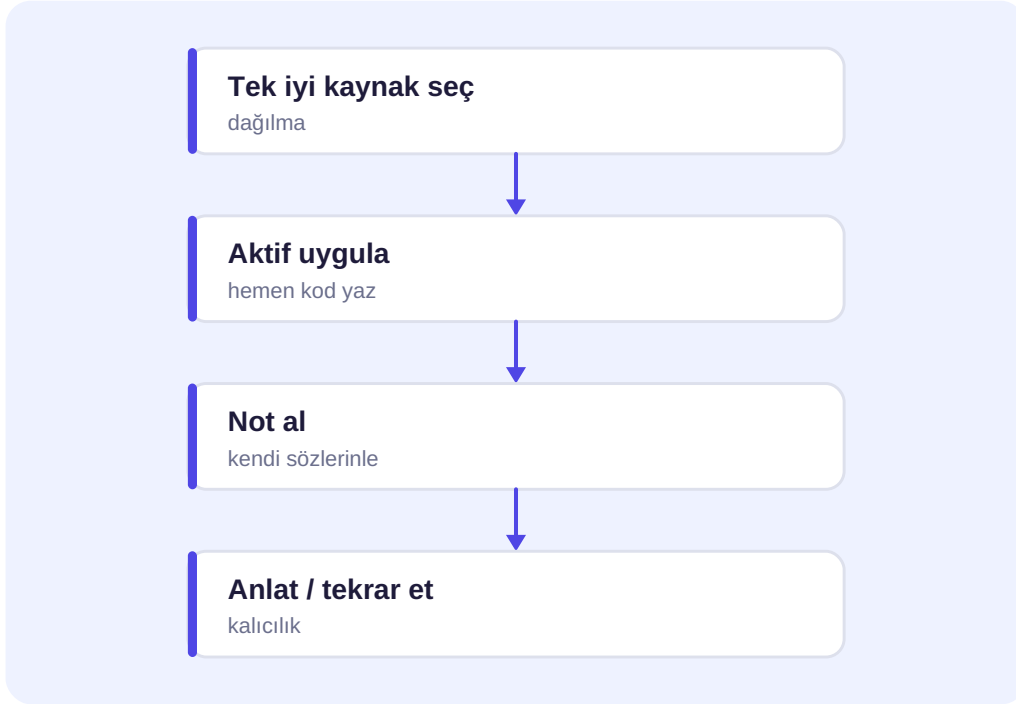 Tek iyi kaynak seç
dağılma
Aktif uygula
hemen kod yaz
Not al
kendi sözlerinle
Anlat / tekrar et
kalıcılık